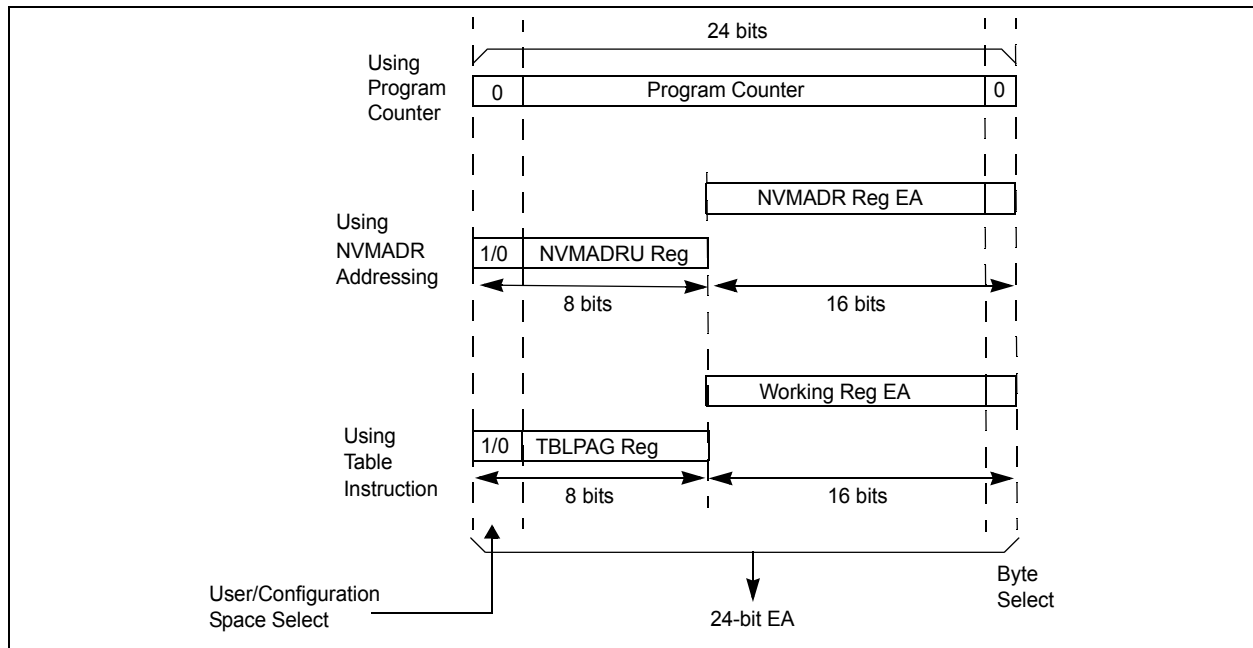 24 bits
Using
Program
Counter
0
Program Counter
0
NVMADR Reg EA
Using
NVMADR
Addressing
1/0
NVMADRU Reg
8 bits
16 bits
Working Reg EA
Using
Table
Instruction
1/0
TBLPAG Reg
8 bits
16 bits
User/Configuration
Space Select
24-bit EA
Byte
Select